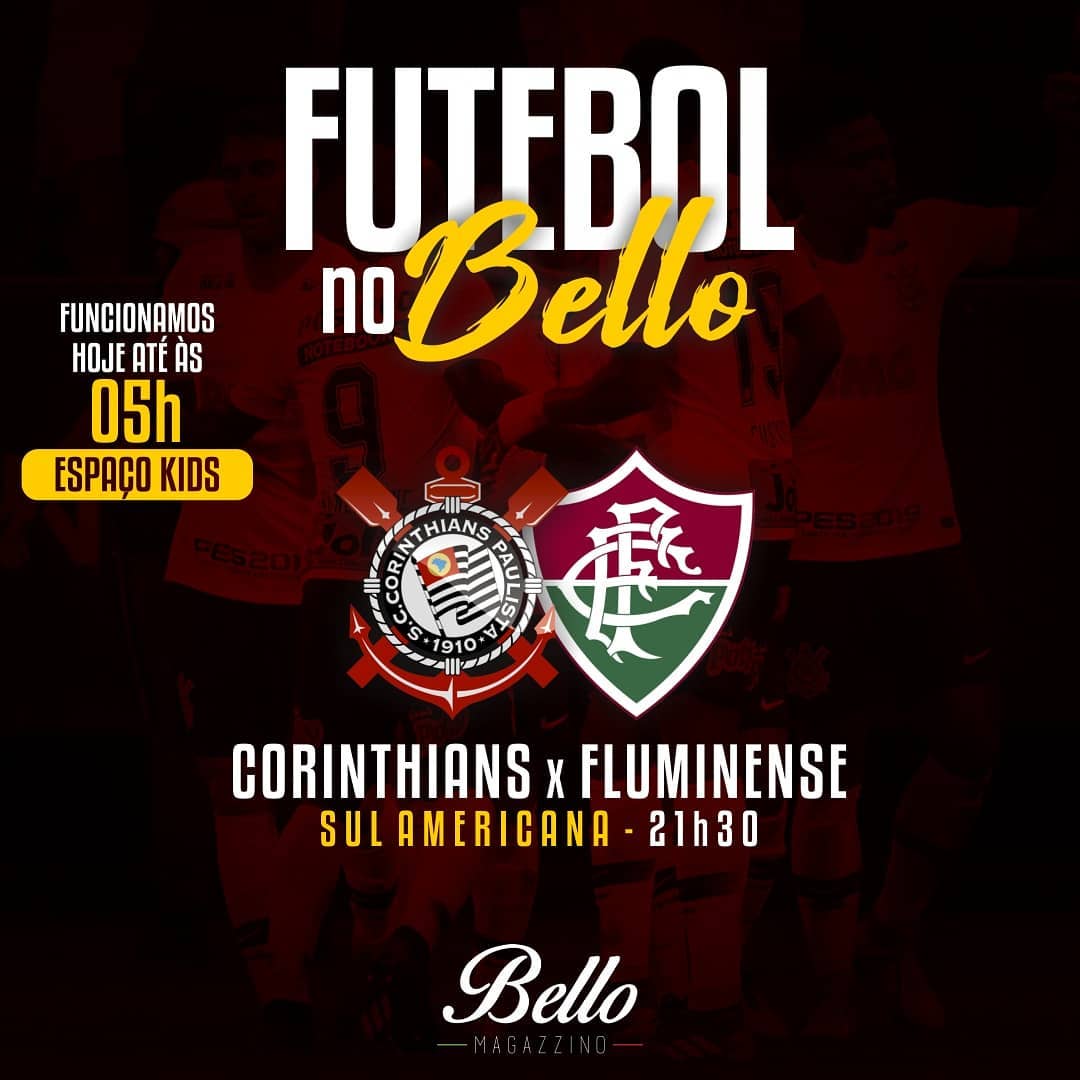 FUTEBOL
no Bello
FUNCIONAMOS
HOJE ATÉ ÀS
05h
ESPAÇO KIDS
S.C. CORINTHIANS PAULISTA
1910
FFC
CORINTHIANS x FLUMINENSE
SUL AMERICANA - 21h30
Bello
MAGAZZINO